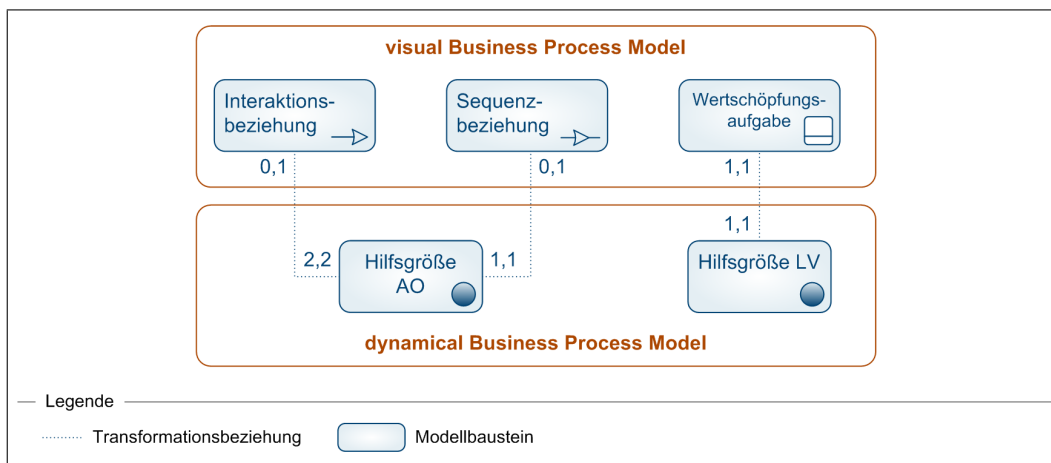 visual Business Process Model
Interaktions-
beziehung
Sequenz-
beziehung
Wertschöpfungs-
aufgabe
0,1
0,1
1,1
1,1
2,2
Hilfsgröße
AO
1,1
Hilfsgröße LV
dynamical Business Process Model
Legende
Transformationsbeziehung
Modellbaustein